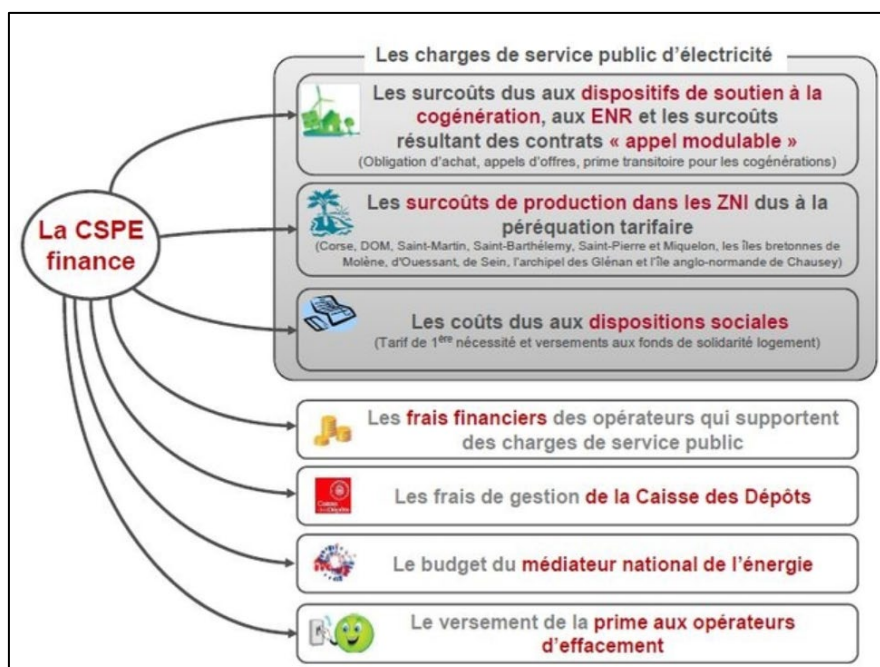 Les charges de service public d'électricité
Les surcoûts dus aux dispositifs de soutien à la
cogénération, aux ENR et les surcoûts
résultant des contrats « appel modulable »
(Obligation d'achat, appels d'offres, prime transitoire pour les cogénérations)
Les surcoûts de production dans les ZNI dus à la
péréquation tarifaire
(Corse, DOM, Saint-Martin, Saint-Barthélemy, Saint-Pierre et Miquelon, les îles bretonnes de
Molène, d'Ouessant, de Sein, l'archipel des Glénan et l'île anglo-normande de Chausey)
La CSPE
finance
Les coûts dus aux dispositions sociales
(Tarif de 1ère nécessité et versements aux fonds de solidarité logement)
Les frais financiers des opérateurs qui supportent
des charges de service public
Caisse
des Dépôts
Les frais de gestion de la Caisse des Dépôts
Le budget du médiateur national de l'énergie
Le versement de la prime aux opérateurs
d'effacement